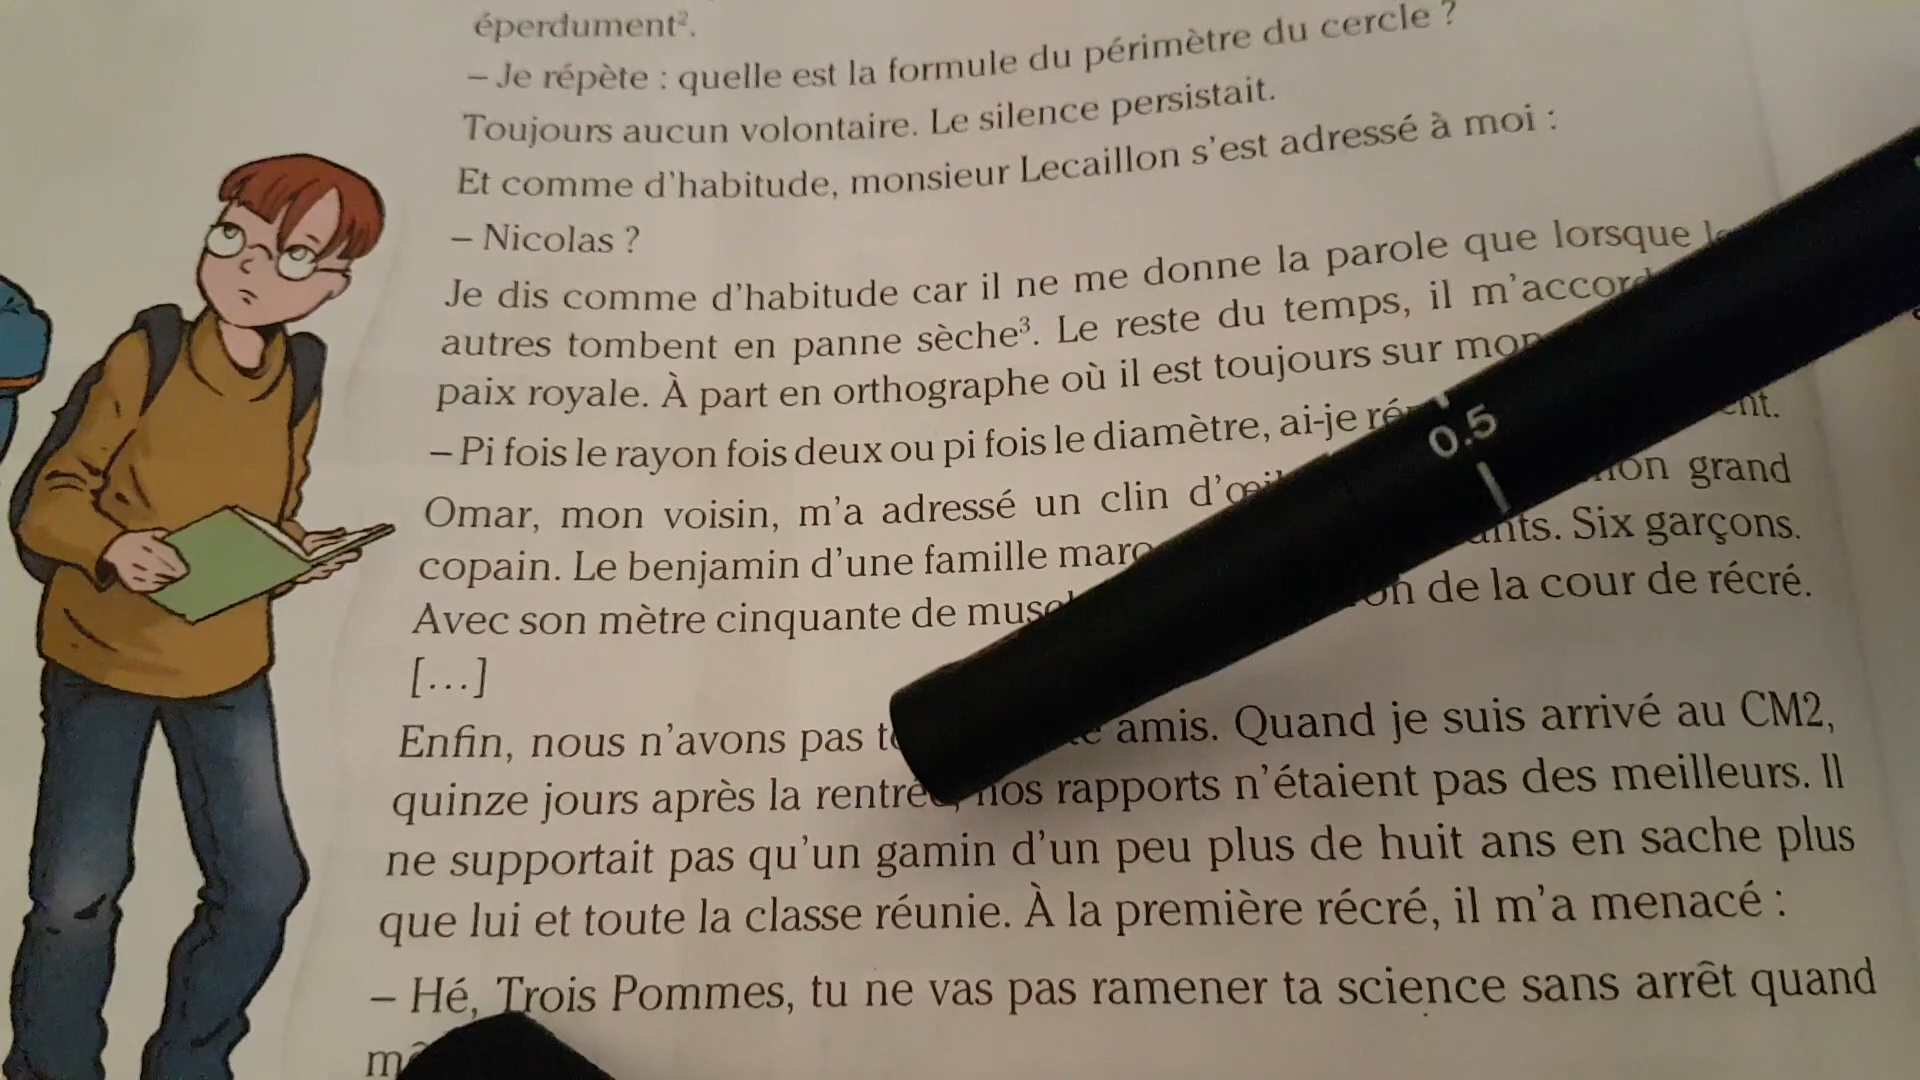 éperdument².
– Je répète : quelle est la formule du périmètre du cercle ?
Toujours aucun volontaire. Le silence persistait.
Et comme d'habitude, monsieur Lecaillon s'est adressé à moi :
– Nicolas ?
Je dis comme d'habitude car il ne me donne la parole que lorsque
autres tombent en panne sèche³. Le reste du temps, il
paix royale. À part en orthographe où il est toujours sur
– Pi fois le rayon fois deux ou pi fois le diamètre, ai-je
Omar, mon voisin, m'a adressé un clin grand
copain. Le benjamin d'une famille Six garçons.
Avec son mètre cinquante de de la cour de récré.
[...]
Enfin, nous n'avons pas amis. Quand je suis arrivé au CM2,
quinze jours après la rentrée, nos rapports n'étaient pas des meilleurs. Il
ne supportait pas qu'un gamin d'un peu plus de huit ans en sache plus
que lui et toute la classe réunie. À la première récré, il m'a menacé :
– Hé, Trois Pommes, tu ne vas pas ramener ta science sans arrêt quand
0.5